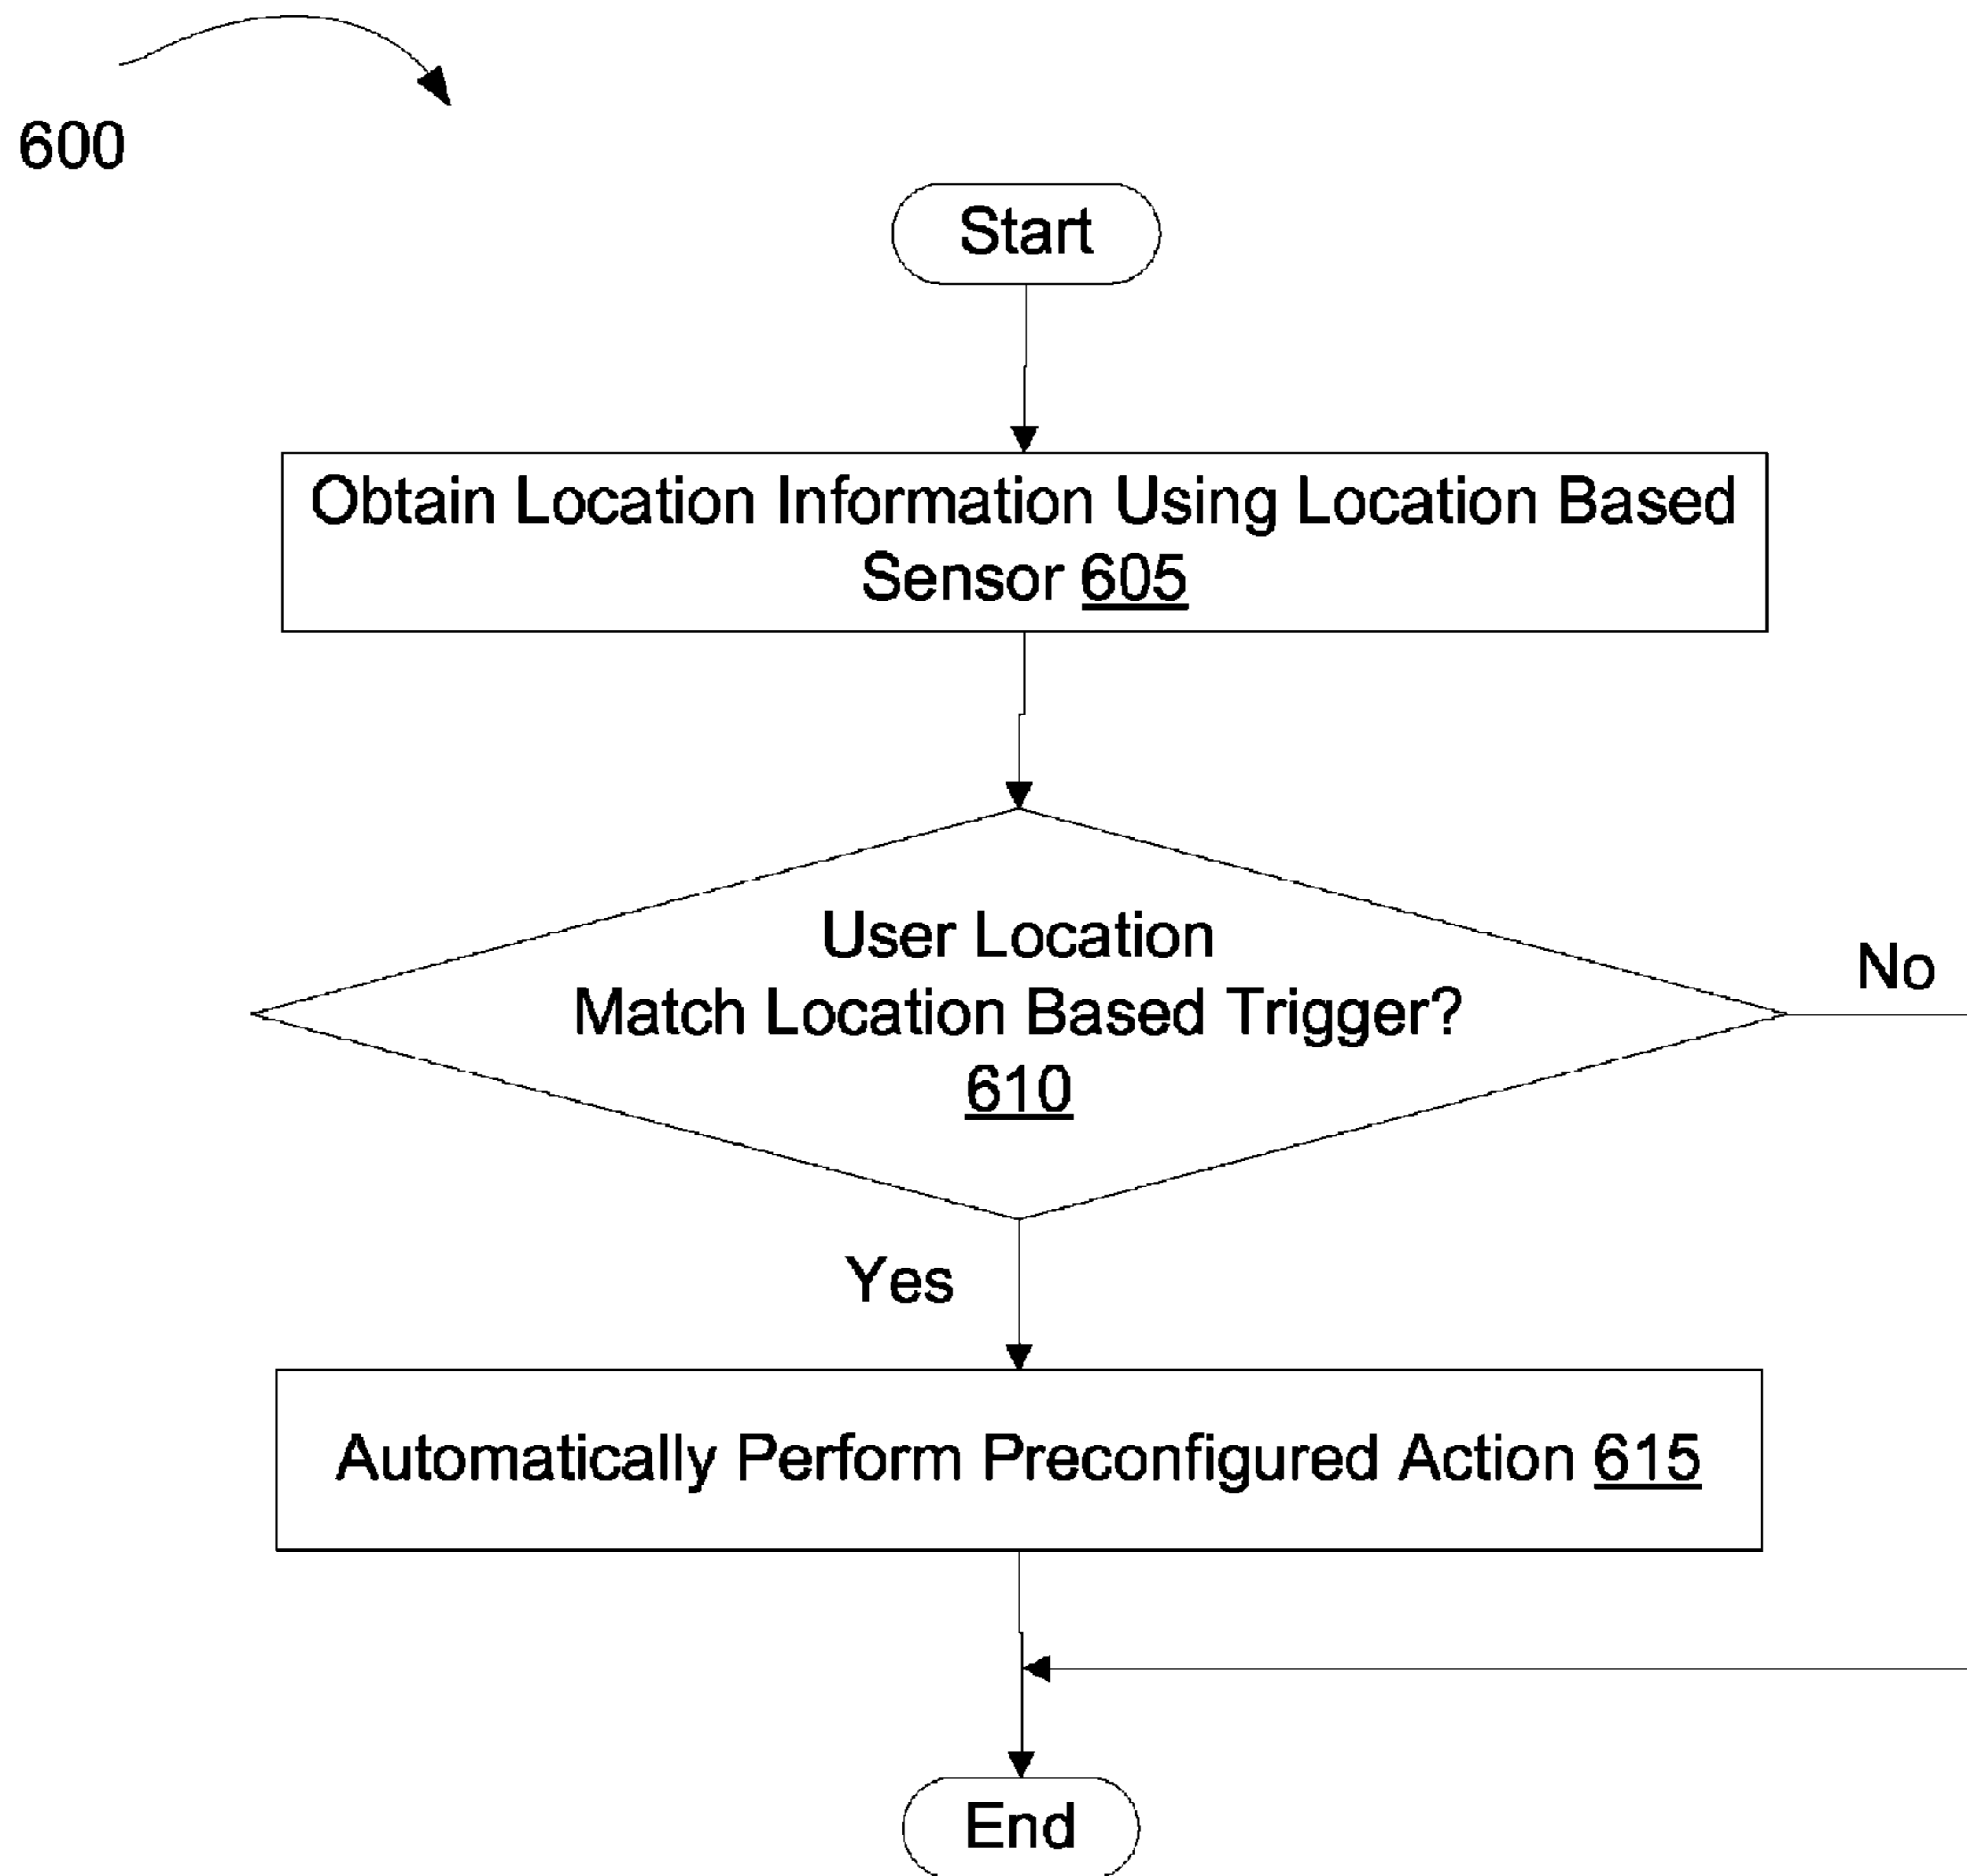 600
Start
Obtain Location Information Using Location Based
Sensor 605
User Location
Match Location Based Trigger?
610
No
Yes
Automatically Perform Preconfigured Action 615
End